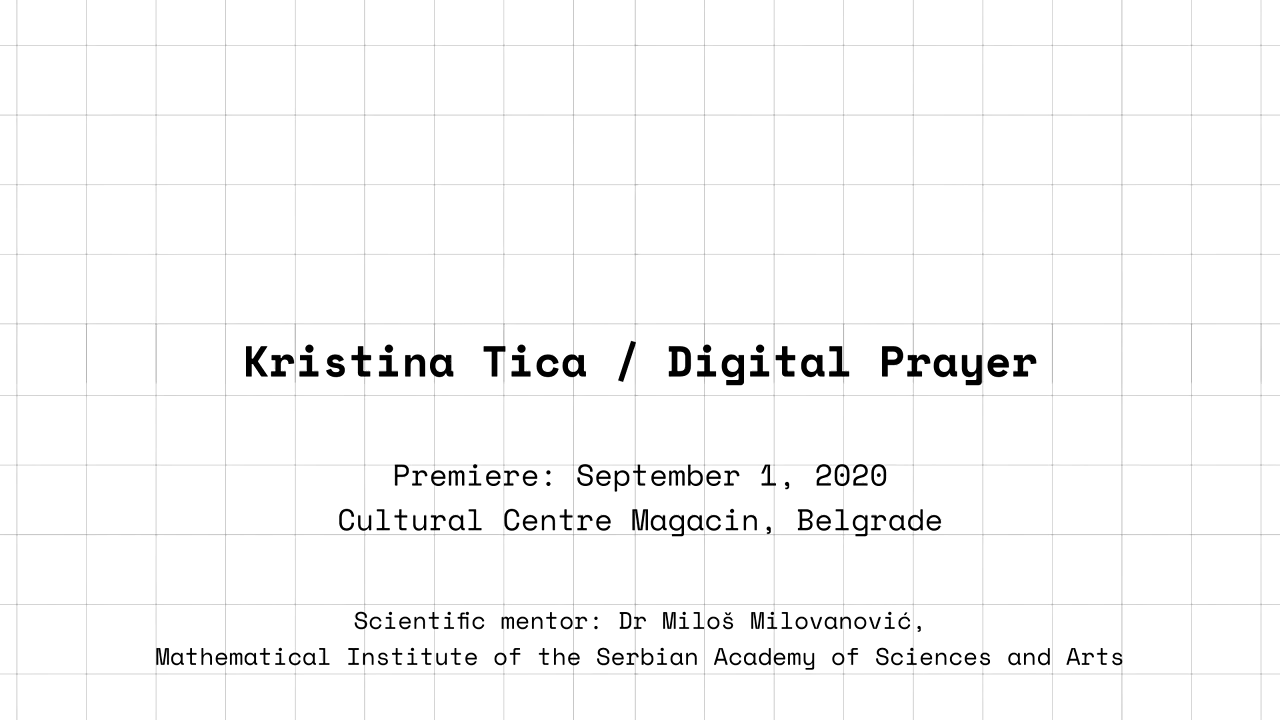 Kristina Tica / Digital Prayer
Premiere: September 1, 2020
Cultural Centre Magacin, Belgrade
Scientific mentor: Dr Miloš Milovanović,
Mathematical Institute of the Serbian Academy of Sciences and Arts